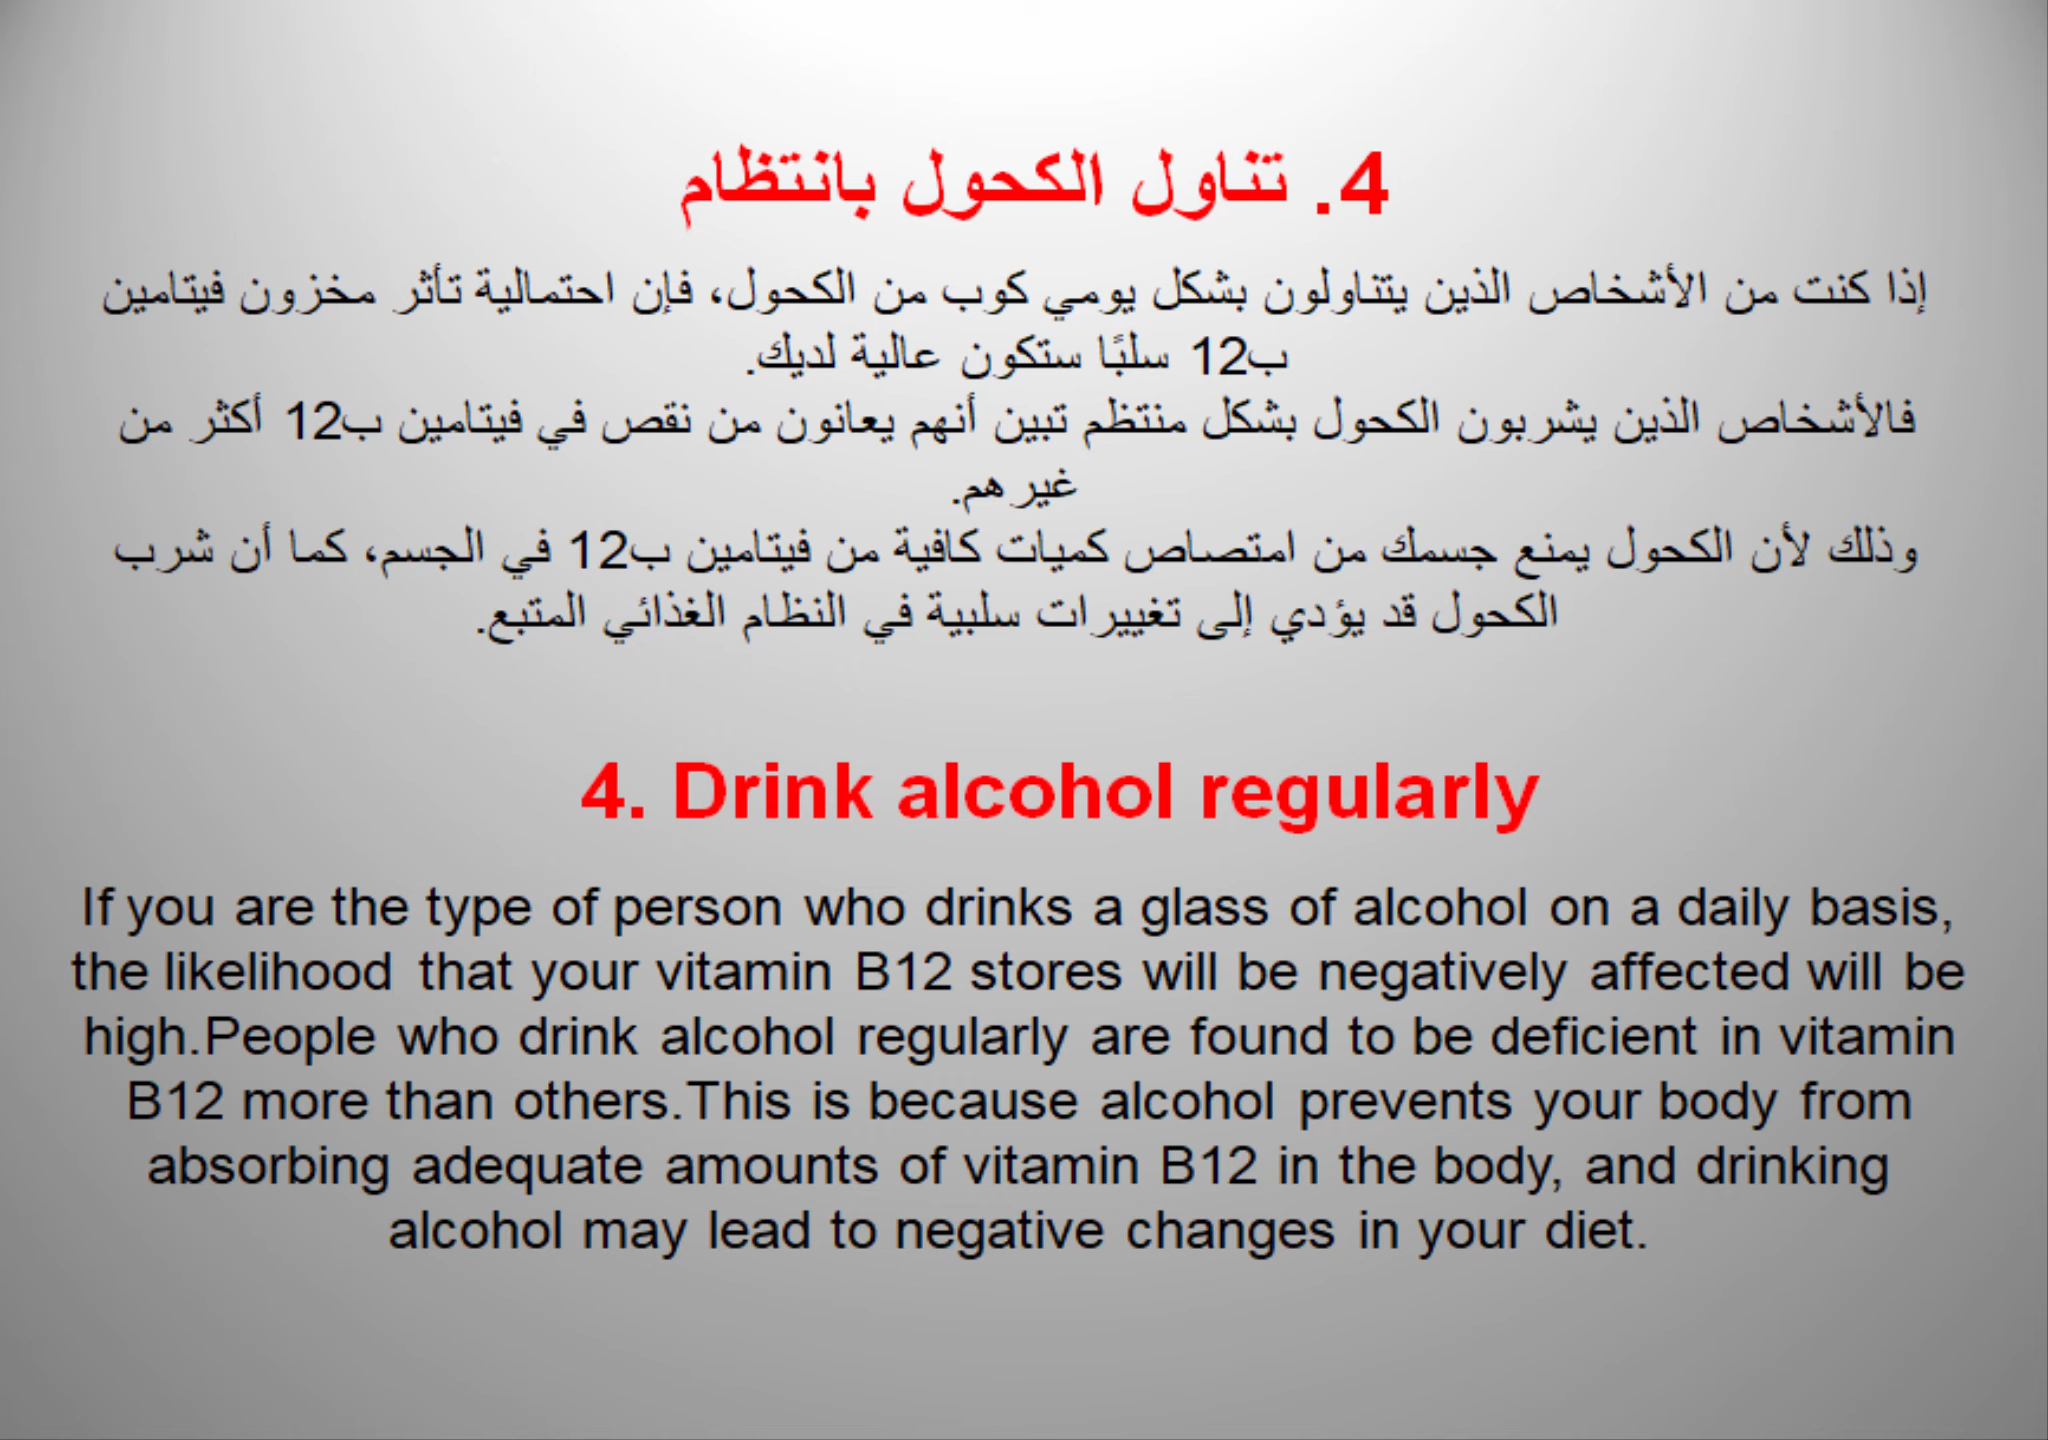 4. تناول الكحول بانتظام
إذا كنت من الأشخاص الذين يتناولون بشكل يومي كوب من الكحول، فإن احتمالية تأثر مخزون فيتامين
ب12 سلبًا ستكون عالية لديك.
فالأشخاص الذين يشربون الكحول بشكل منتظم تبين أنهم يعانون من نقص في فيتامين ب12 أكثر من
غيرهم.
وذلك لأن الكحول يمنع جسمك من امتصاص كميات كافية من فيتامين ب12 في الجسم، كما أن شرب
الكحول قد يؤدي إلى تغييرات سلبية في النظام الغذائي المتبع.
4. Drink alcohol regularly
If you are the type of person who drinks a glass of alcohol on a daily basis,
the likelihood that your vitamin B12 stores will be negatively affected will be
high.People who drink alcohol regularly are found to be deficient in vitamin
B12 more than others.This is because alcohol prevents your body from
absorbing adequate amounts of vitamin B12 in the body, and drinking
alcohol may lead to negative changes in your diet.